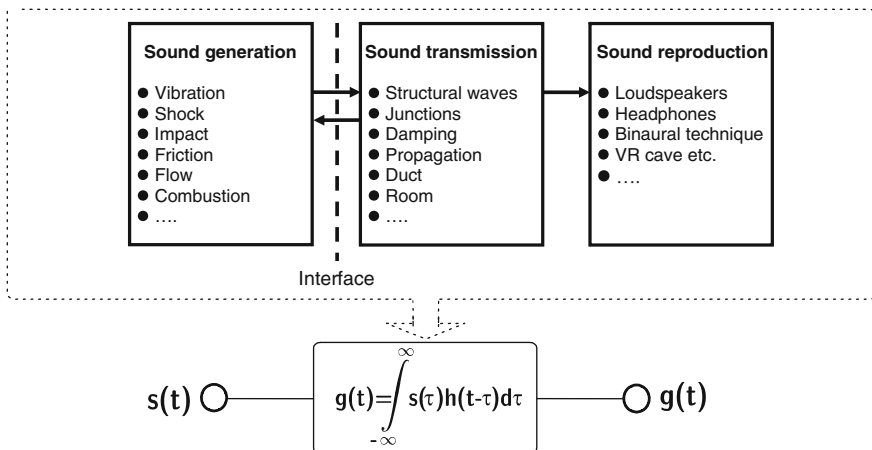 Sound generation
● Vibration
● Shock
● Impact
● Friction
● Flow
● Combustion
● ....
Interface
Sound transmission
● Structural waves
● Junctions
● Damping
● Propagation
● Duct
● Room
● ....
Sound reproduction
● Loudspeakers
● Headphones
● Binaural technique
● VR cave etc.
● ....
s(t)
g(t)=∫_{-∞}^{∞} s(τ)h(t-τ)dτ
g(t)